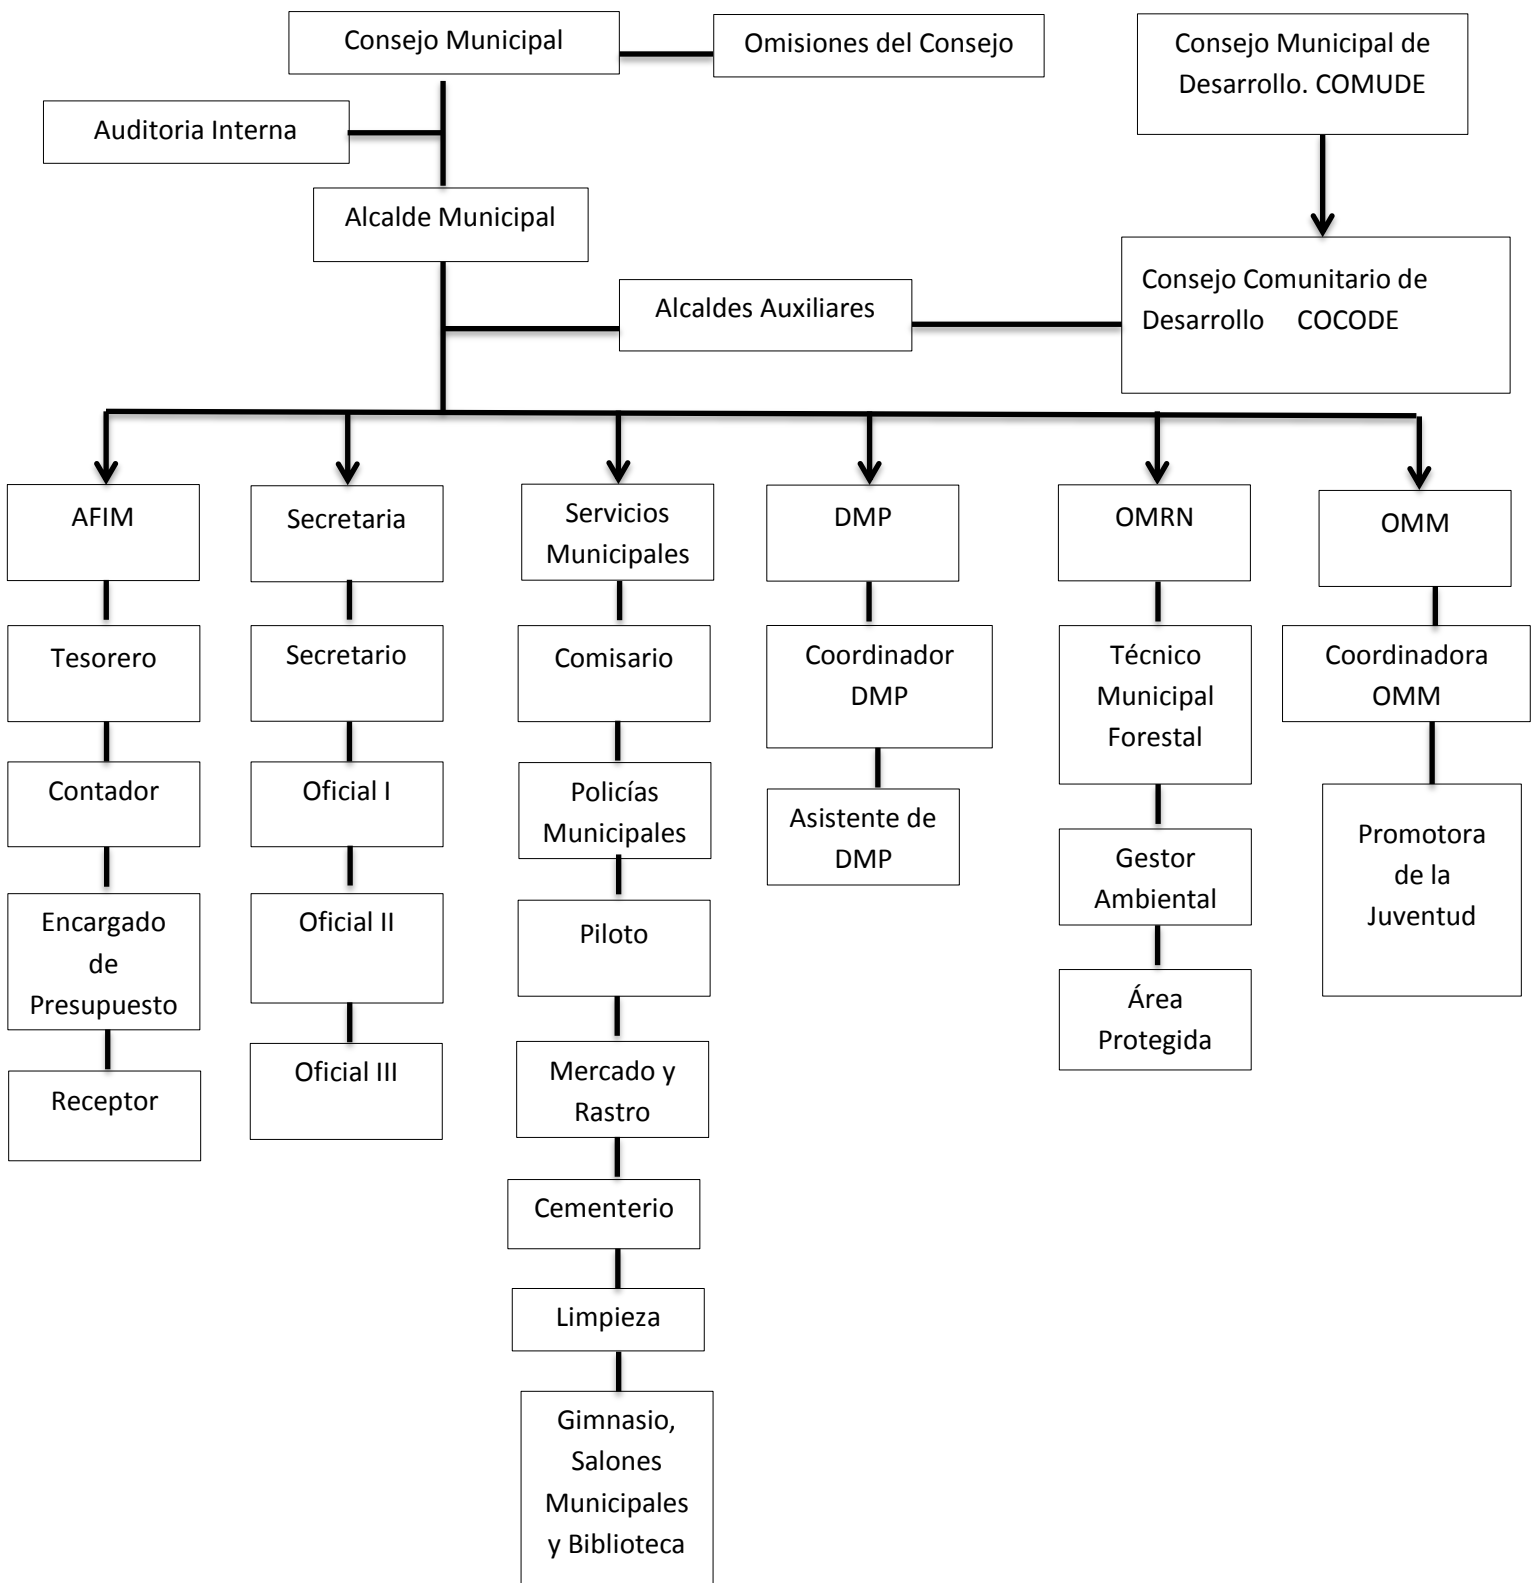 Consejo Municipal
Omisiones del Consejo
Consejo Municipal de
Desarrollo. COMUDE
Auditoria Interna
Alcalde Municipal
Alcaldes Auxiliares
Consejo Comunitario de
Desarrollo COCODE
AFIM
Secretaria
Servicios
Municipales
DMP
OMRN
OMM
Tesorero
Secretario
Comisario
Coordinador
DMP
Técnico
Municipal
Forestal
Coordinadora
OMM
Contador
Oficial I
Policías
Municipales
Asistente de
DMP
Gestor
Ambiental
Promotora
de la
Juventud
Encargado
de
Presupuesto
Oficial II
Piloto
Área
Protegida
Receptor
Oficial III
Mercado y
Rastro
Cementerio
Limpieza
Gimnasio,
Salones
Municipales
y Biblioteca